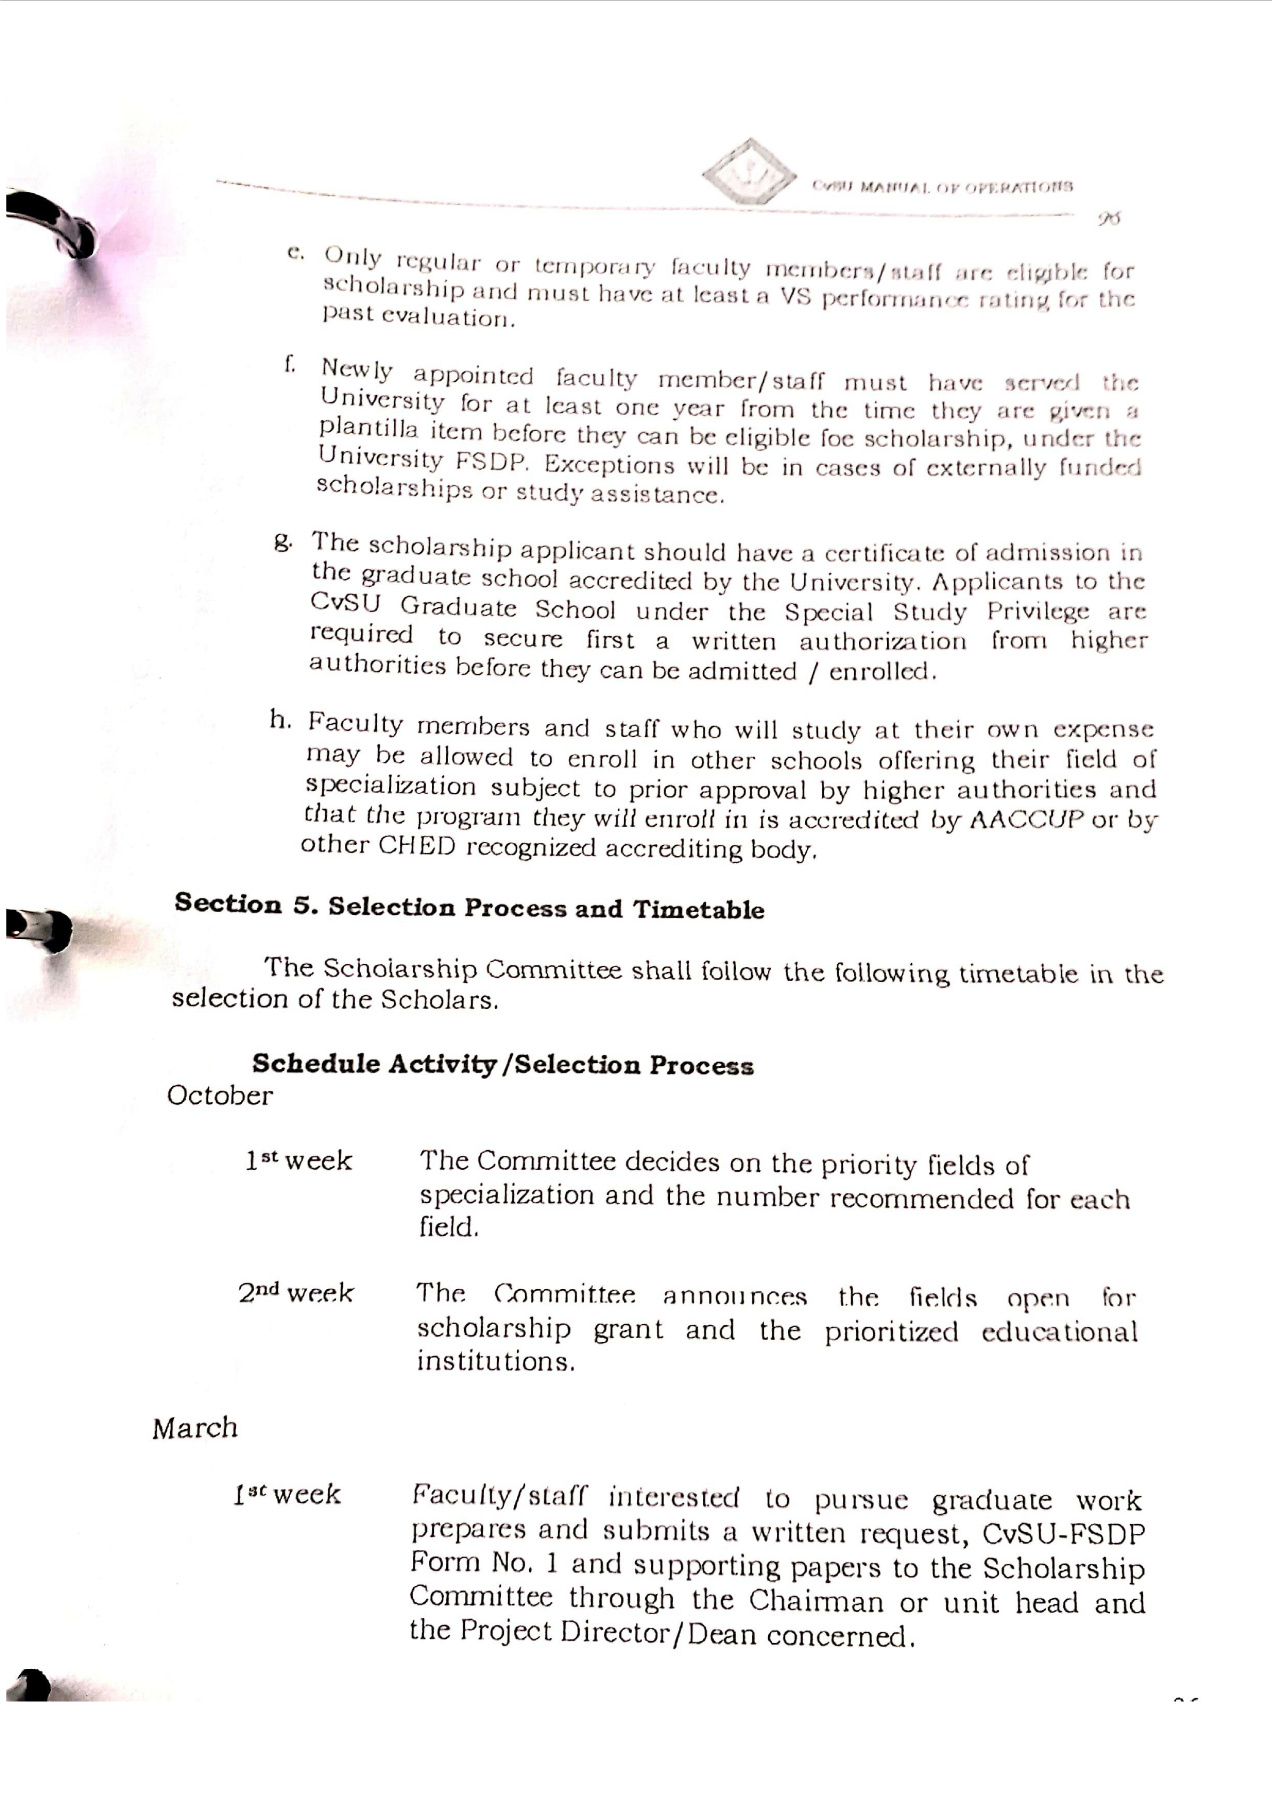 CvSU MANUAL OF OPERATIONS
96
e. Only regular or temporary faculty members/staff are eligible for
scholarship and must have at least a VS performance rating for the
past evaluation.
f. Newly appointed faculty member/staff must have served the
University for at least one year from the time they are given a
plantilla item before they can be eligible foe scholarship, under the
University FSDP. Exceptions will be in cases of externally funded
scholarships or study assistance.
g. The scholarship applicant should have a certificate of admission in
the graduate school accredited by the University. Applicants to the
CvSU Graduate School under the Special Study Privilege are
required to secure first a written authorization from higher
authorities before they can be admitted / enrolled.
h. Faculty members and staff who will study at their own expense
may be allowed to enroll in other schools offering their field of
specialization subject to prior approval by higher authorities and
that the program they will enroll in is accredited by AACCUP or by
other CHED recognized accrediting body.
Section 5. Selection Process and Timetable
The Scholarship Committee shall follow the following timetable in the
selection of the Scholars.
Schedule Activity/Selection Process
October
1st week The Committee decides on the priority fields of
specialization and the number recommended for each
field.
2nd week The Committee announces the fields open for
scholarship grant and the prioritized educational
institutions.
March
1st week Faculty/staff interested to pursue graduate work
prepares and submits a written request, CvSU-FSDP
Form No. 1 and supporting papers to the Scholarship
Committee through the Chairman or unit head and
the Project Director/Dean concerned.